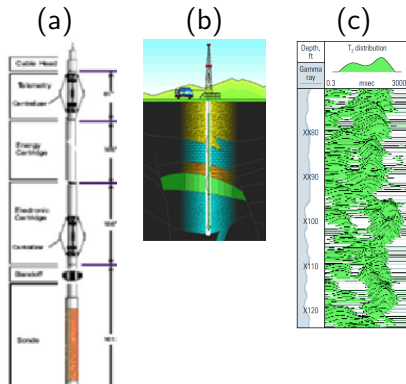 (a)
Cable Head
Telemetry
Centralizer
Energy
Cartridge
Electronic
Cartridge
Centralizer
Standoff
Sonde
(b)
(c)
Depth,
ft
T2 distribution
Gamma
ray
0.3 msec 3000
XX80
XX90
X100
X110
X120